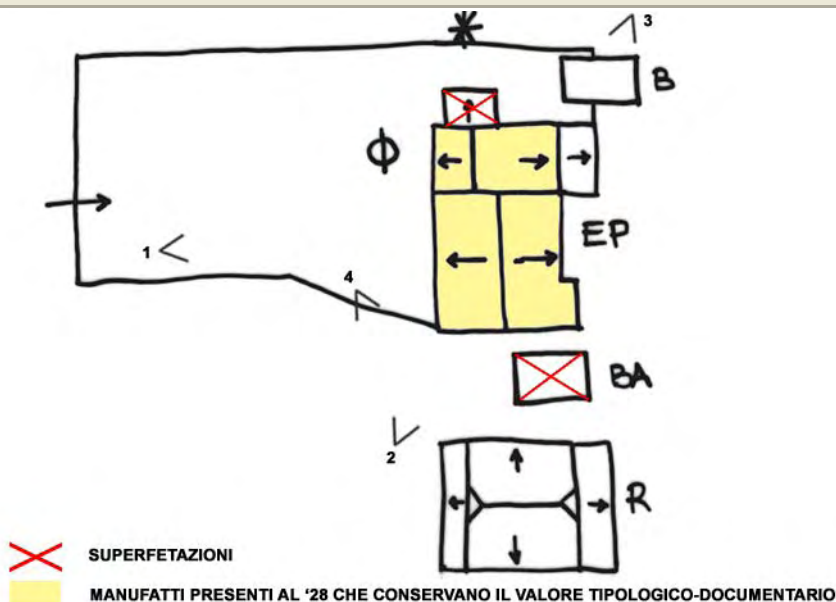 3
B
Φ
EP
1
4
BA
2
R
SUPERFETAZIONI
MANUFATTI PRESENTI AL '28 CHE CONSERVANO IL VALORE TIPOLOGICO-DOCUMENTARIO